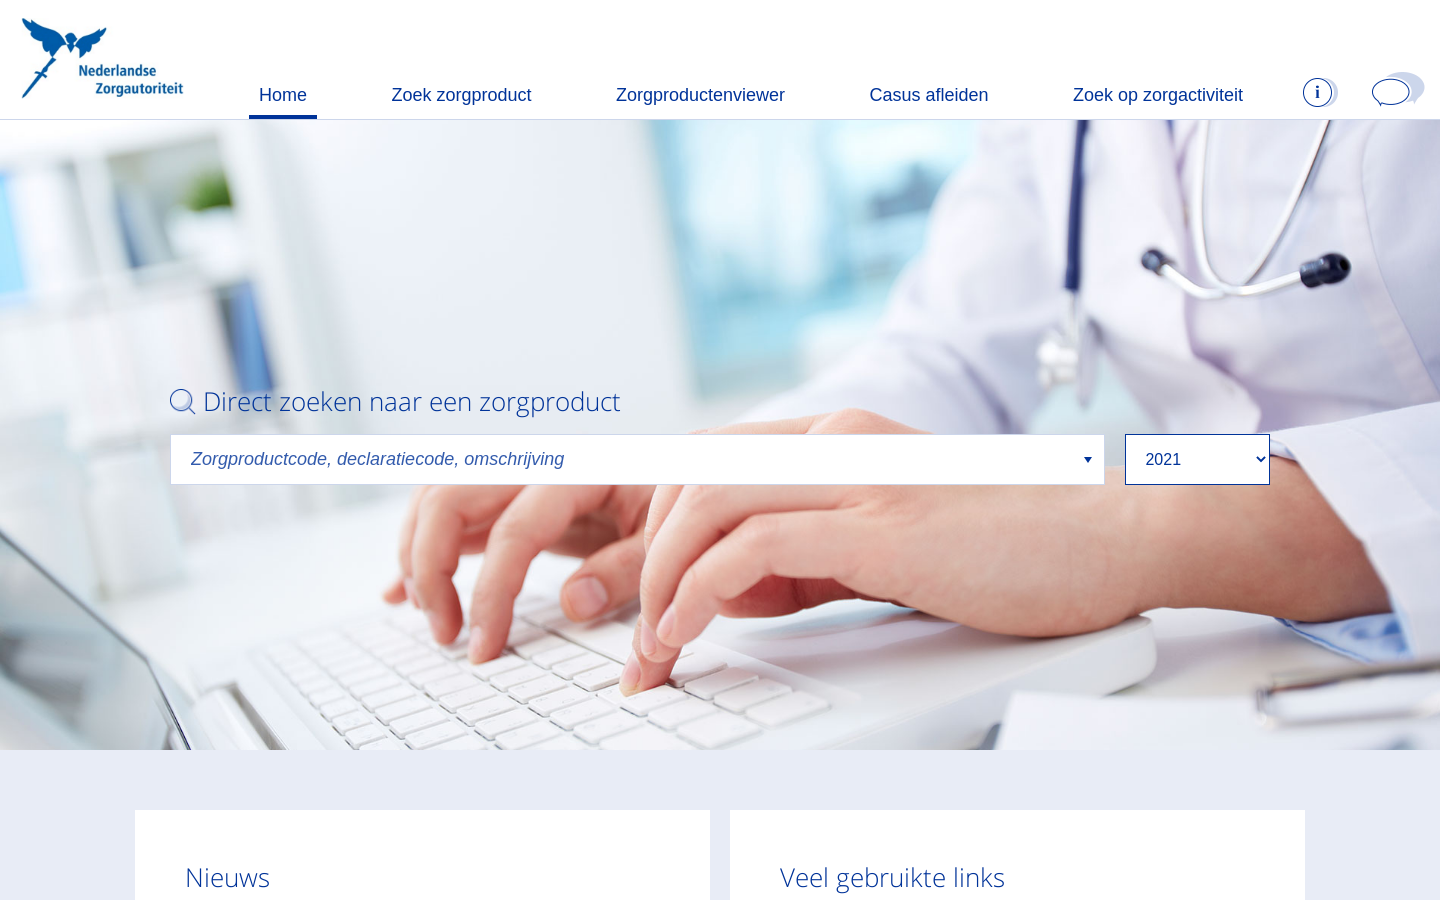 Nederlandse
Zorgautoriteit
Home
Zoek zorgproduct
Zorgproductenviewer
Casus afleiden
Zoek op zorgactiviteit
i
Direct zoeken naar een zorgproduct
Zorgproductcode, declaratiecode, omschrijving
2021
Nieuws
Veel gebruikte links